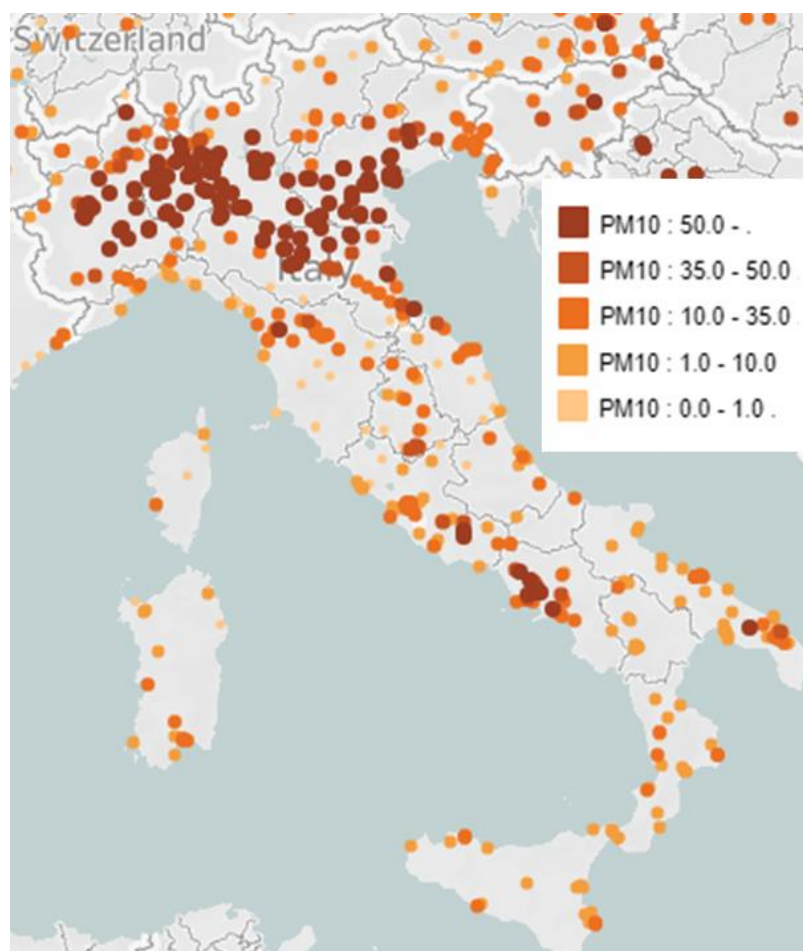 Switzerland
Italy
PM10 : 50.0 - .
PM10 : 35.0 - 50.0 .
PM10 : 10.0 - 35.0 .
PM10 : 1.0 - 10.0
PM10 : 0.0 - 1.0 .